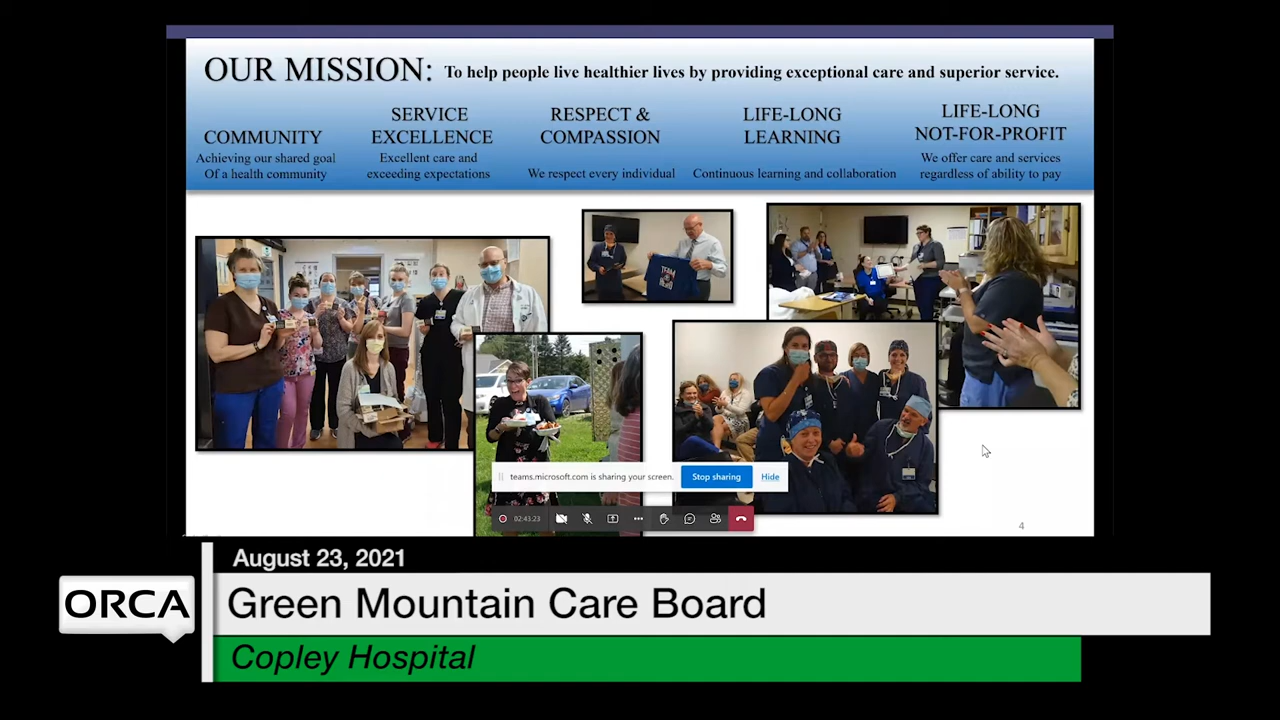 OUR MISSION: To help people live healthier lives by providing exceptional care and superior service.
COMMUNITY
Achieving our shared goal
Of a health community
SERVICE
EXCELLENCE
Excellent care and
exceeding expectations
RESPECT &
COMPASSION
We respect every individual
LIFE-LONG
LEARNING
Continuous learning and collaboration
LIFE-LONG
NOT-FOR-PROFIT
We offer care and services
regardless of ability to pay
TEAM
teams.microsoft.com is sharing your screen.
Stop sharing
Hide
02:43:23
4
August 23, 2021
ORCA
Green Mountain Care Board
Copley Hospital